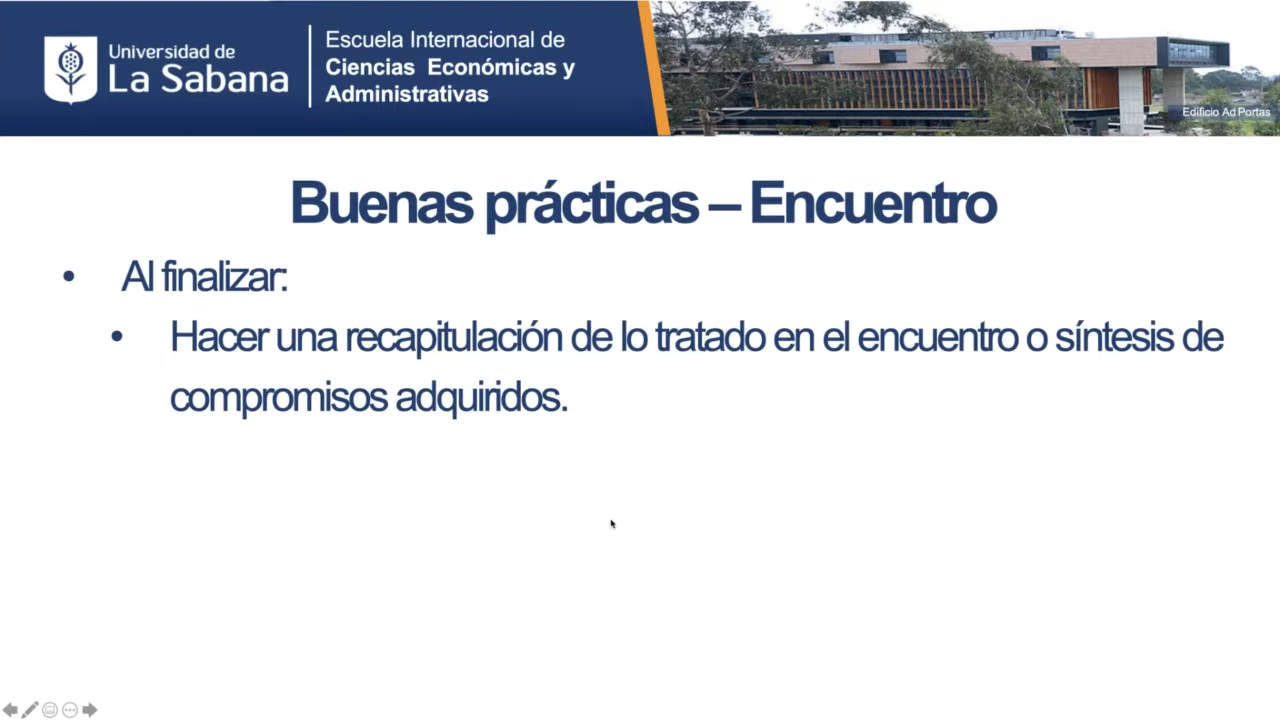 Universidad de
La Sabana
Escuela Internacional de
Ciencias Económicas y
Administrativas
Edificio Ad Portas
Buenas prácticas – Encuentro
• Al finalizar:
• Hacer una recapitulación de lo tratado en el encuentro o síntesis de
compromisos adquiridos.